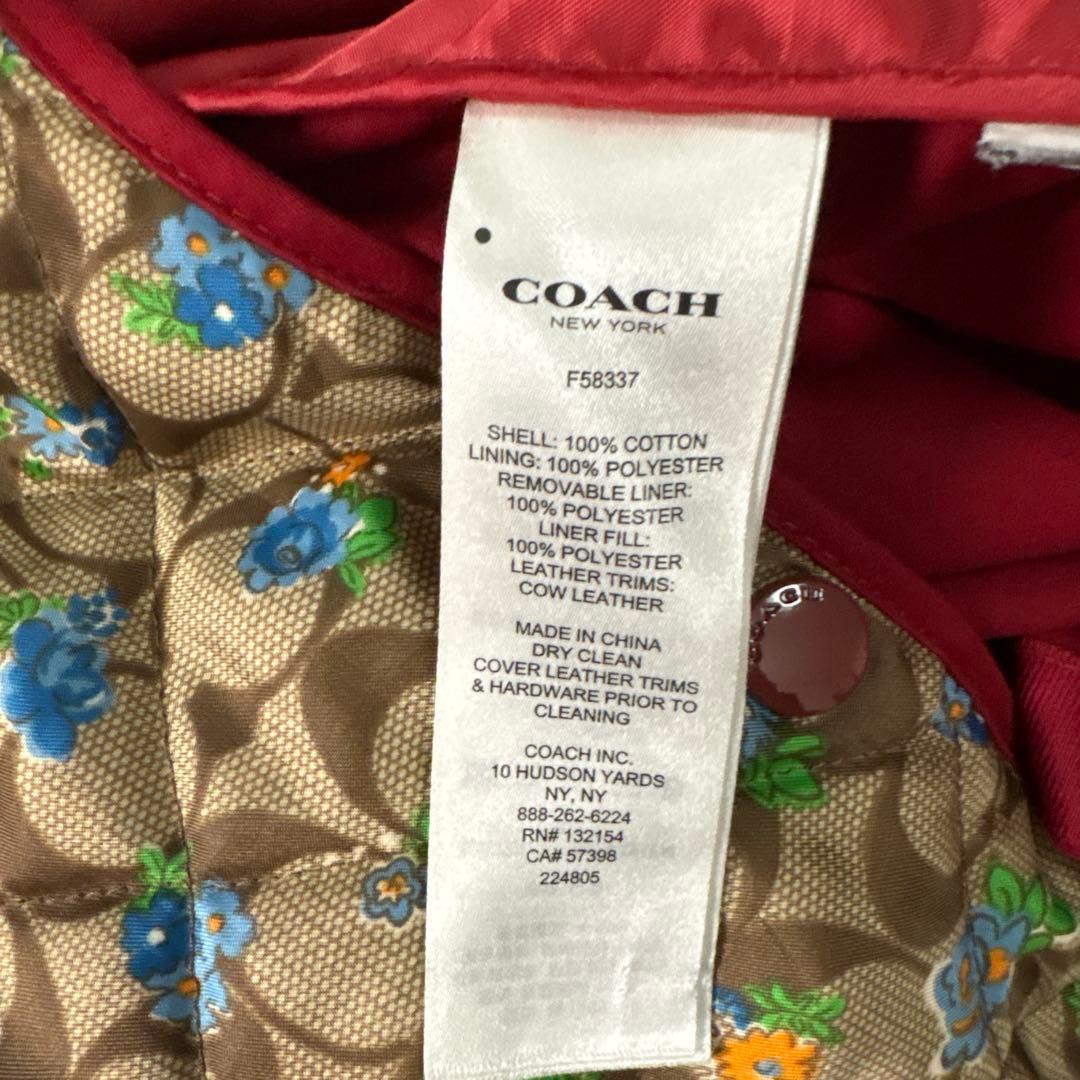 COACH
NEW YORK
F58337
SHELL: 100% COTTON
LINING: 100% POLYESTER
REMOVABLE LINER:
100% POLYESTER
LINER FILL:
100% POLYESTER
LEATHER TRIMS:
COW LEATHER
MADE IN CHINA
DRY CLEAN
COVER LEATHER TRIMS
& HARDWARE PRIOR TO
CLEANING
COACH INC.
10 HUDSON YARDS
NY, NY
888-262-6224
RN# 132154
CA# 57398
224805